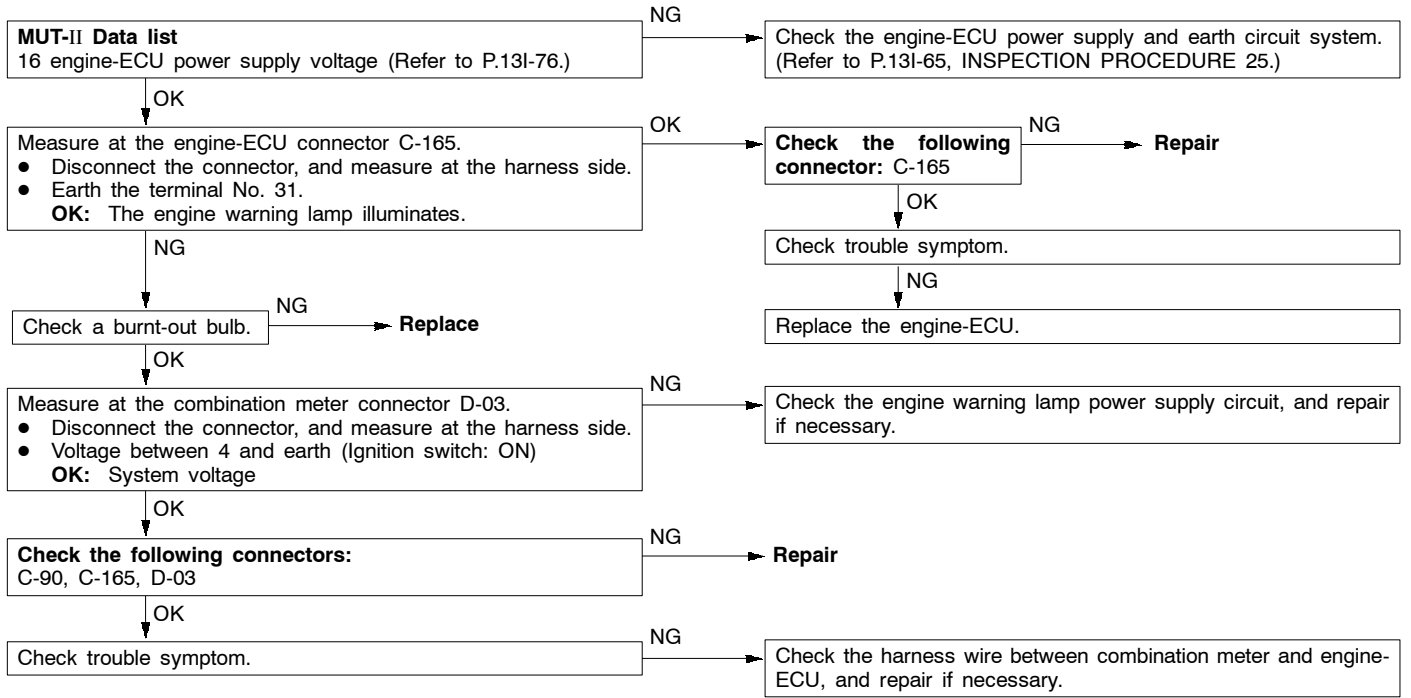 MUT-II Data list
16 engine-ECU power supply voltage (Refer to P.13I-76.)
NG
Check the engine-ECU power supply and earth circuit system.
(Refer to P.13I-65, INSPECTION PROCEDURE 25.)
OK
Measure at the engine-ECU connector C-165.
● Disconnect the connector, and measure at the harness side.
● Earth the terminal No. 31.
OK: The engine warning lamp illuminates.
OK
Check the following
connector: C-165
NG
Repair
OK
Check trouble symptom.
NG
Replace the engine-ECU.
NG
Check a burnt-out bulb.
NG
Replace
OK
Measure at the combination meter connector D-03.
● Disconnect the connector, and measure at the harness side.
● Voltage between 4 and earth (Ignition switch: ON)
OK: System voltage
NG
Check the engine warning lamp power supply circuit, and repair
if necessary.
OK
Check the following connectors:
C-90, C-165, D-03
NG
Repair
OK
Check trouble symptom.
NG
Check the harness wire between combination meter and engine-
ECU, and repair if necessary.